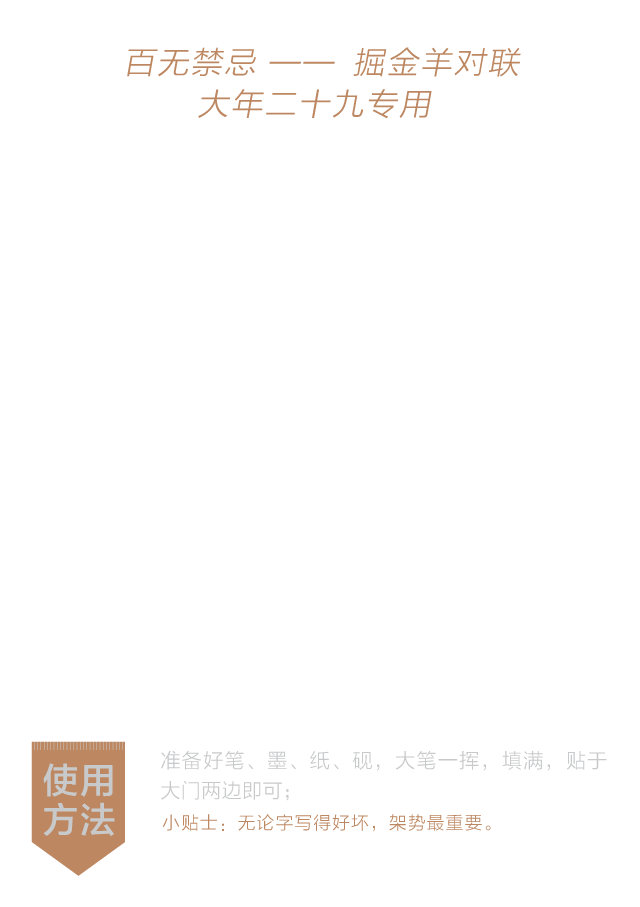 百无禁忌 —— 掘金羊对联
大年二十九专用
使用
方法
准备好笔、墨、纸、砚，大笔一挥，填满，贴于
大门两边即可；
小贴士：无论字写得好坏，架势最重要。